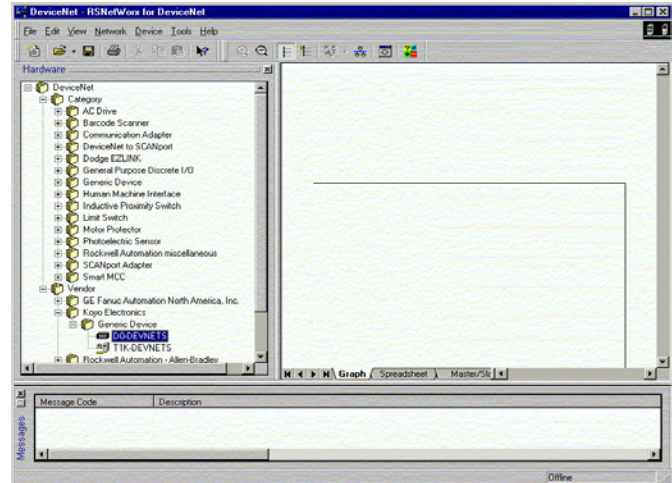 DeviceNet - RSNetWorx for DeviceNet
File Edit View Network Device Tools Help
Hardware
DeviceNet
Category
AC Drive
Barcode Scanner
Communication Adapter
DeviceNet to SCANport
Dodge EZLINK
General Purpose Discrete I/O
Generic Device
Human Machine Interface
Inductive Proximity Switch
Limit Switch
Motor Protector
Photoelectric Sensor
Rockwell Automation miscellaneous
SCANport Adapter
Smart MCC
Vendor
GE Fanuc Automation North America, Inc.
Koyo Electronics
Generic Device
D0-DEVNETS
T1K-DEVNETS
Rockwell Automation - Allen-Bradley
Graph Spreadsheet Master/Sla
Messages
Message Code Description
Offline